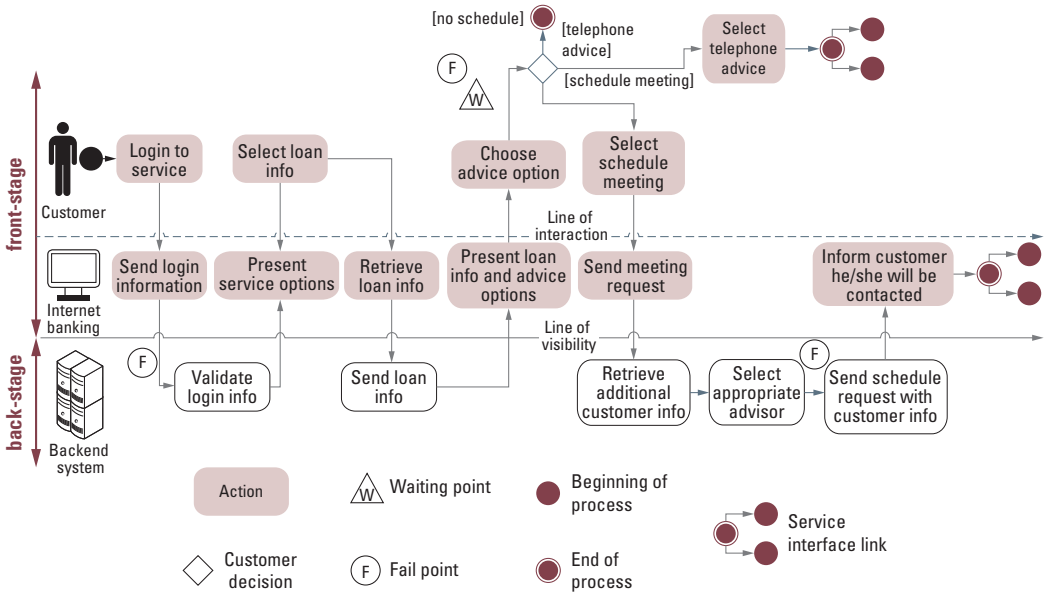 [no schedule]
[telephone
advice]
F
W
[schedule meeting]
Select
telephone
advice
front-stage
Customer
Login to
service
Select loan
info
Choose
advice option
Select
schedule
meeting
Line of
interaction
Internet
banking
Send login
information
Present
service options
Retrieve
loan info
Present loan
info and advice
options
Send meeting
request
Inform customer
he/she will be
contacted
Line of
visibility
back-stage
Backend
system
F
Validate
login info
Send loan
info
Retrieve
additional
customer info
Select
appropriate
advisor
F
Send schedule
request with
customer info
Action
W
Waiting point
Beginning of
process
Customer
decision
F
Fail point
End of
process
Service
interface link